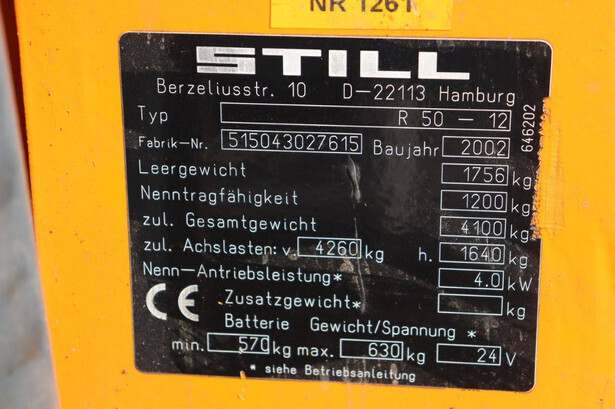 NR 1261
STILL
Berzeliusstr. 10 D-22113 Hamburg
Typ R 50 - 12
Fabrik-Nr. 515043027615 Baujahr 2002
Leergewicht 1756 kg
Nenntragfähigkeit 1200 kg
zul. Gesamtgewicht 4100 kg
zul. Achslasten: v. 4260 kg h. 1640 kg
Nenn-Antriebsleistung* 4.0 kW
CE Zusatzgewicht* kg
Batterie Gewicht/Spannung *
min. 570 kg max. 630 kg 24 V
* siehe Betriebsanleitung
646202